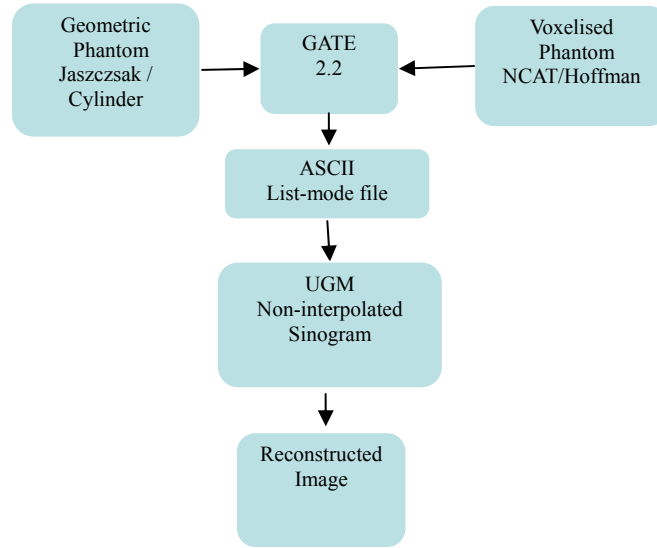 Geometric
Phantom
Jaszczsak /
Cylinder
GATE
2.2
Voxelised
Phantom
NCAT/Hoffman
ASCII
List-mode file
UGM
Non-interpolated
Sinogram
Reconstructed
Image